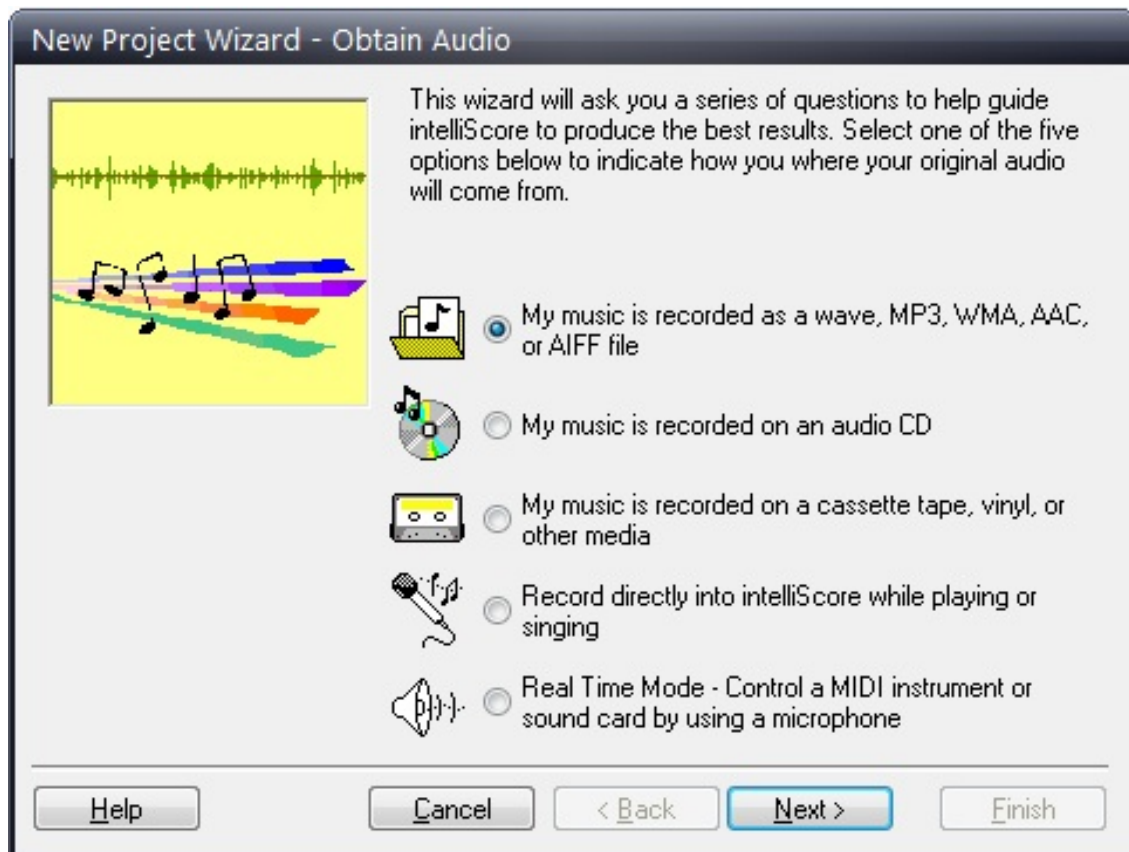 New Project Wizard - Obtain Audio
This wizard will ask you a series of questions to help guide
intelliScore to produce the best results. Select one of the five
options below to indicate how you where your original audio
will come from.
My music is recorded as a wave, MP3, WMA, AAC,
or AIFF file
My music is recorded on an audio CD
My music is recorded on a cassette tape, vinyl, or
other media
Record directly into intelliScore while playing or
singing
Real Time Mode - Control a MIDI instrument or
sound card by using a microphone
Help Cancel < Back Next > Finish